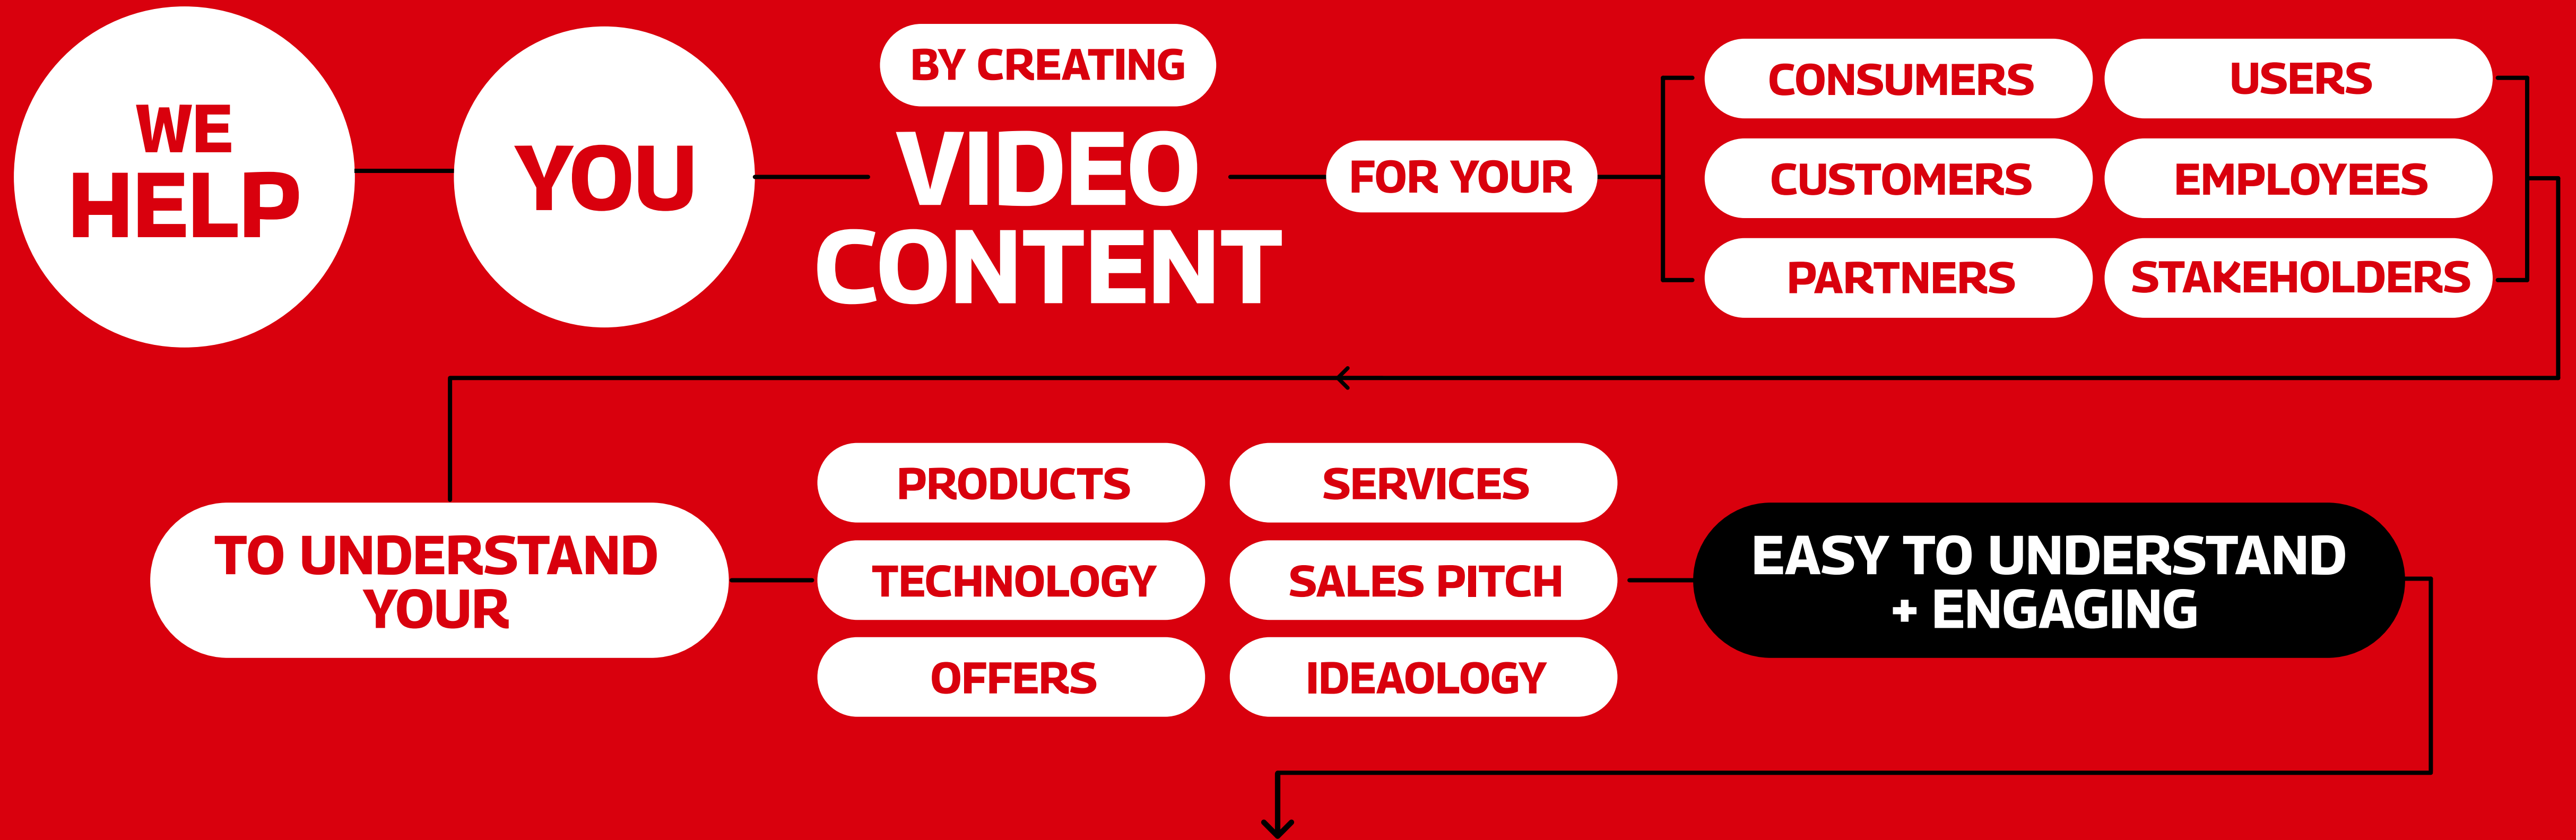 WE
HELP
YOU
BY CREATING
VIDEO
CONTENT
FOR YOUR
CONSUMERS
USERS
CUSTOMERS
EMPLOYEES
PARTNERS
STAKEHOLDERS
TO UNDERSTAND
YOUR
PRODUCTS
SERVICES
TECHNOLOGY
SALES PITCH
OFFERS
IDEAOLOGY
EASY TO UNDERSTAND
+ ENGAGING